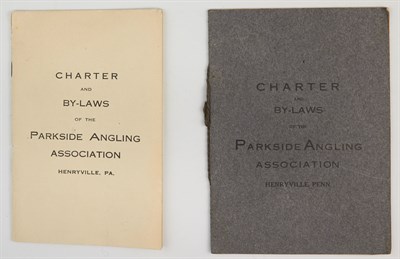 CHARTER
AND
BY-LAWS
OF THE
PARKSIDE ANGLING
ASSOCIATION
HENRYVILLE, PA.
CHARTER
AND
BY-LAWS
OF THE
PARKSIDE ANGLING
ASSOCIATION
HENRYVILLE, PENN.